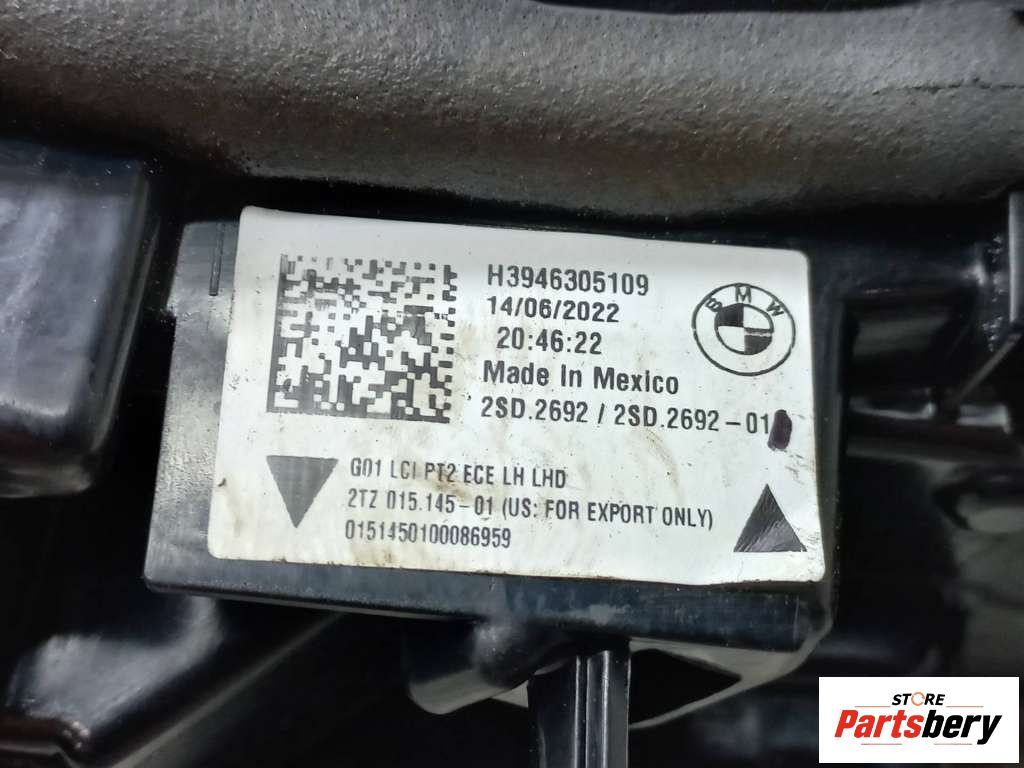 H3946305109
14/06/2022
20:46:22
Made In Mexico
2SD.2692 / 2SD.2692-01
BMW
G01 LCI PT2 ECE LH LHD
2TZ 015.145-01 (US: FOR EXPORT ONLY)
0151450100086959
STORE
Partsbery